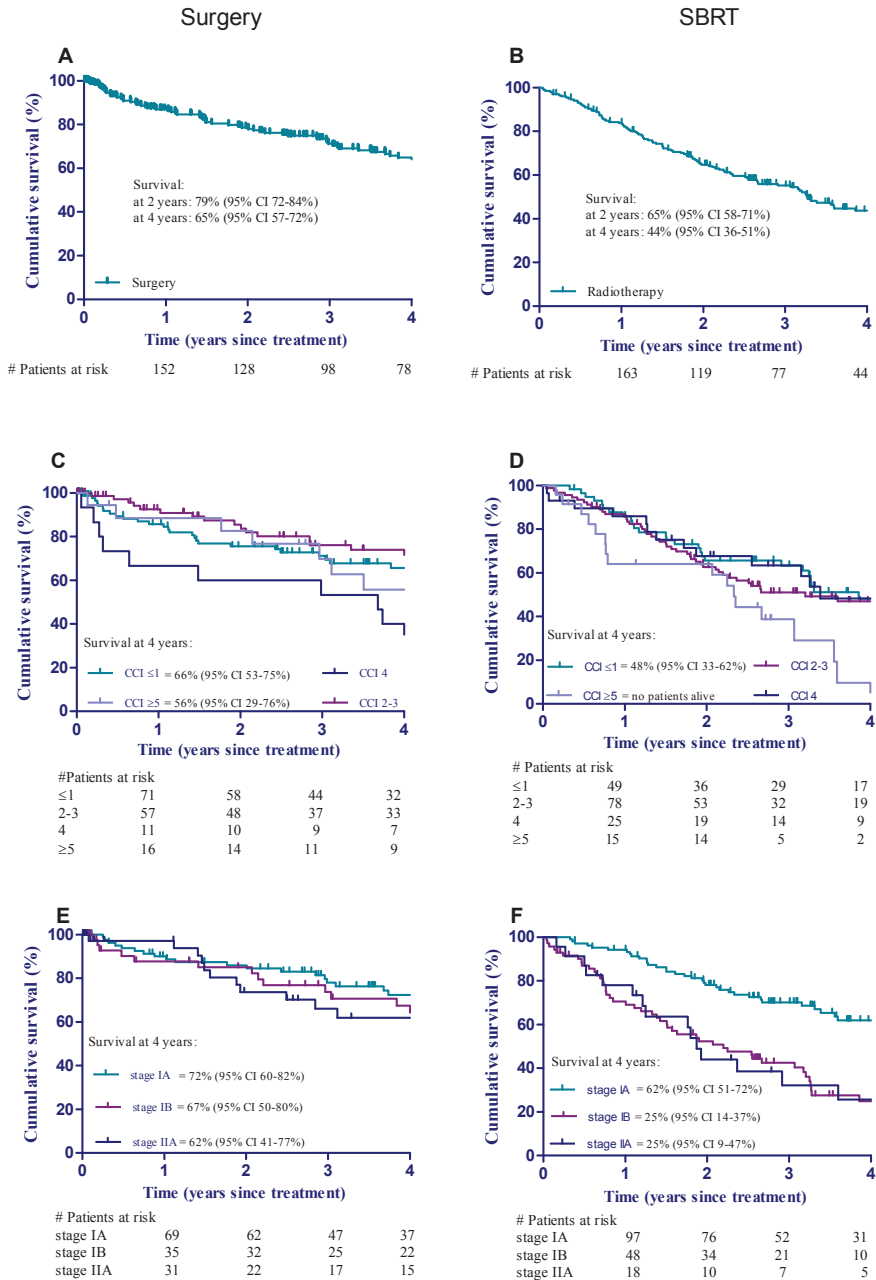 Surgery
SBRT
A
Cumulative survival (%)
100
80
60
40
20
0
Survival:
at 2 years: 79% (95% CI 72-84%)
at 4 years: 65% (95% CI 57-72%)
Surgery
0 1 2 3 4
Time (years since treatment)
# Patients at risk 152 128 98 78
B
Cumulative survival (%)
100
80
60
40
20
0
Survival:
at 2 years: 65% (95% CI 58-71%)
at 4 years: 44% (95% CI 36-51%)
Radiotherapy
0 1 2 3 4
Time (years since treatment)
# Patients at risk 163 119 77 44
C
Cumulative survival (%)
100
80
60
40
20
0
Survival at 4 years:
CCI ≤1 = 66% (95% CI 53-75%) CCI 4
CCI ≥5 = 56% (95% CI 29-76%) CCI 2-3
0 1 2 3 4
Time (years since treatment)
#Patients at risk
≤1 71 58 44 32
2-3 57 48 37 33
4 11 10 9 7
≥5 16 14 11 9
D
Cumulative survival (%)
100
80
60
40
20
0
Survival at 4 years:
CCI ≤1 = 48% (95% CI 33-62%) CCI 2-3
CCI ≥5 = no patients alive CCI 4
0 1 2 3 4
Time (years since treatment)
# Patients at risk
≤1 49 36 29 17
2-3 78 53 32 19
4 25 19 14 9
≥5 15 14 5 2
E
Cumulative survival (%)
100
80
60
40
20
0
Survival at 4 years:
stage IA = 72% (95% CI 60-82%)
stage IB = 67% (95% CI 50-80%)
stage IIA = 62% (95% CI 41-77%)
0 1 2 3 4
Time (years since treatment)
# Patients at risk
stage IA 69 62 47 37
stage IB 35 32 25 22
stage IIA 31 22 17 15
F
Cumulative survival (%)
100
80
60
40
20
0
Survival at 4 years:
stage IA = 62% (95% CI 51-72%)
stage IB = 25% (95% CI 14-37%)
stage IIA = 25% (95% CI 9-47%)
0 1 2 3 4
Time (years since treatment)
# Patients at risk
stage IA 97 76 52 31
stage IB 48 34 21 10
stage IIA 18 10 7 5